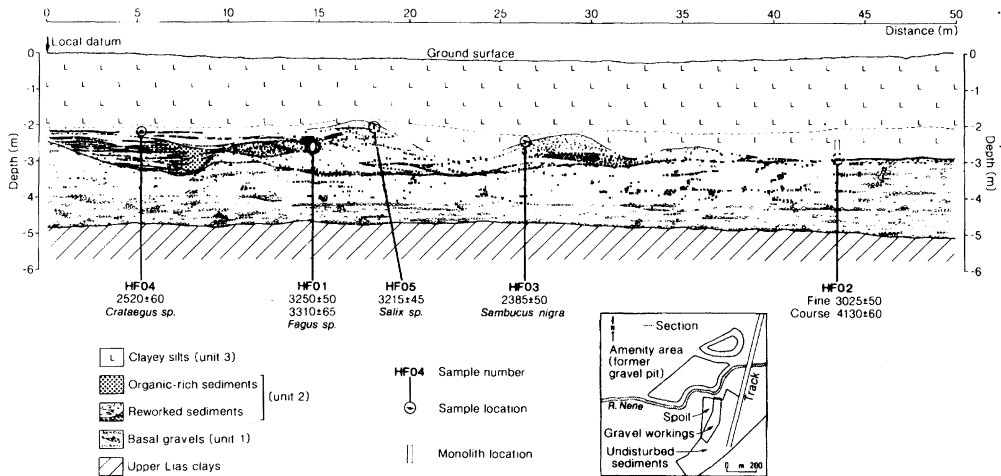 0 5 10 15 20 25 30 35 40 45 50
Distance (m)
Local datum
Ground surface
0
-1
-2
-3
-4
-5
-6
Depth (m)
0
-1
-2
-3
-4
-5
-6
Depth (m)
HF04
2520±60
Crataegus sp.
HF01
3250±50
3310±65
Fagus sp.
HF05
3215±45
Salix sp.
HF03
2385±50
Sambucus nigra
HF02
Fine 3025±50
Course 4130±60
L Clayey silts (unit 3)
Organic-rich sediments
Reworked sediments
(unit 2)
Basal gravels (unit 1)
Upper Lias clays
HF04 Sample number
Sample location
Monolith location
N
Section
Amenity area
(former
gravel pit)
R. Nene
Track
Spoil
Gravel workings
Undisturbed
sediments
0 m 200